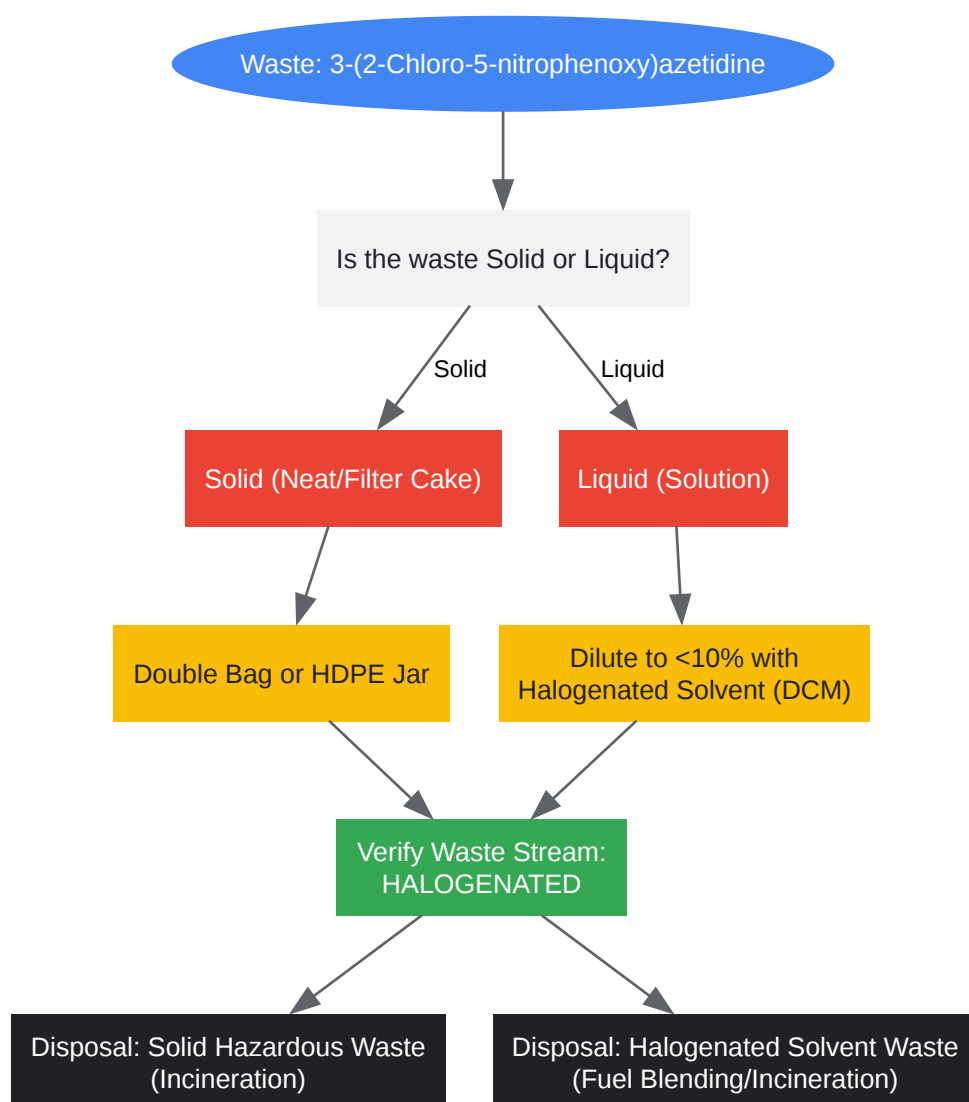 Waste: 3-(2-Chloro-5-nitrophenoxy)azetidine
Is the waste Solid or Liquid?
Solid
Liquid
Solid (Neat/Filter Cake)
Liquid (Solution)
Double Bag or HDPE Jar
Dilute to <10% with
Halogenated Solvent (DCM)
Verify Waste Stream:
HALOGENATED
Disposal: Solid Hazardous Waste
(Incineration)
Disposal: Halogenated Solvent Waste
(Fuel Blending/Incineration)